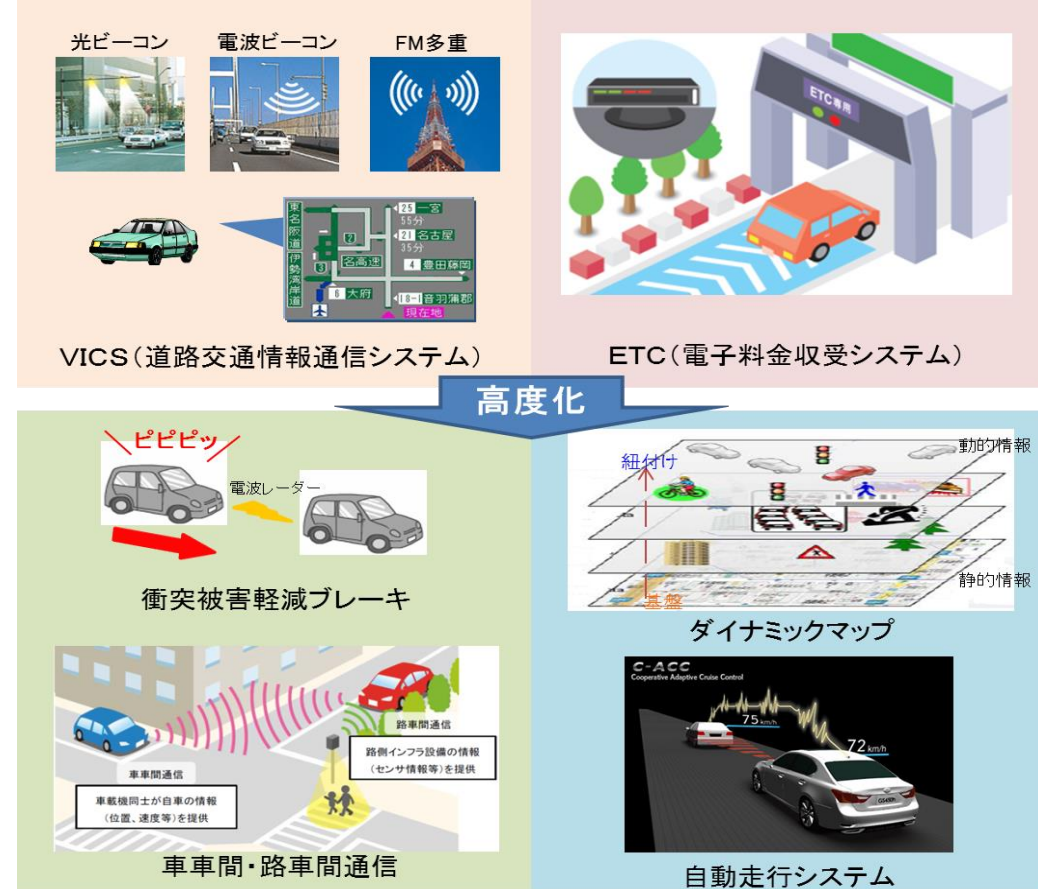 光ビーコン
電波ビーコン
FM多重
東名阪道
伊勢湾岸道
25 一宮
55分
21 名古屋
35分
2
名高速
3
4 豊田藤岡
6 大府
18-1 音羽蒲郡
現在地
VICS(道路交通情報通信システム)
ETC専用
ETC(電子料金収受システム)
高度化
ピピピッ
電波レーダー
衝突被害軽減ブレーキ
車車間通信
車載機同士が自車の情報
(位置、速度等)を提供
路車間通信
路側インフラ設備の情報
(センサ情報等)を提供
車車間・路車間通信
動的情報
紐付け
静的情報
基盤
ダイナミックマップ
C-ACC
Cooperative Adaptive Cruise Control
75 km/h
72 km/h
GS450h
自動走行システム